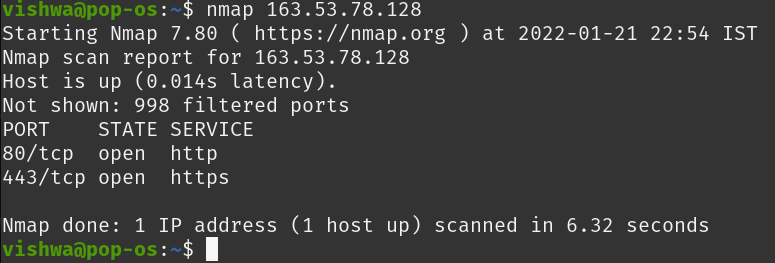 vishwa@pop-os:~$ nmap 163.53.78.128
Starting Nmap 7.80 ( https://nmap.org ) at 2022-01-21 22:54 IST
Nmap scan report for 163.53.78.128
Host is up (0.014s latency).
Not shown: 998 filtered ports
PORT    STATE SERVICE
80/tcp  open  http
443/tcp open  https

Nmap done: 1 IP address (1 host up) scanned in 6.32 seconds
vishwa@pop-os:~$